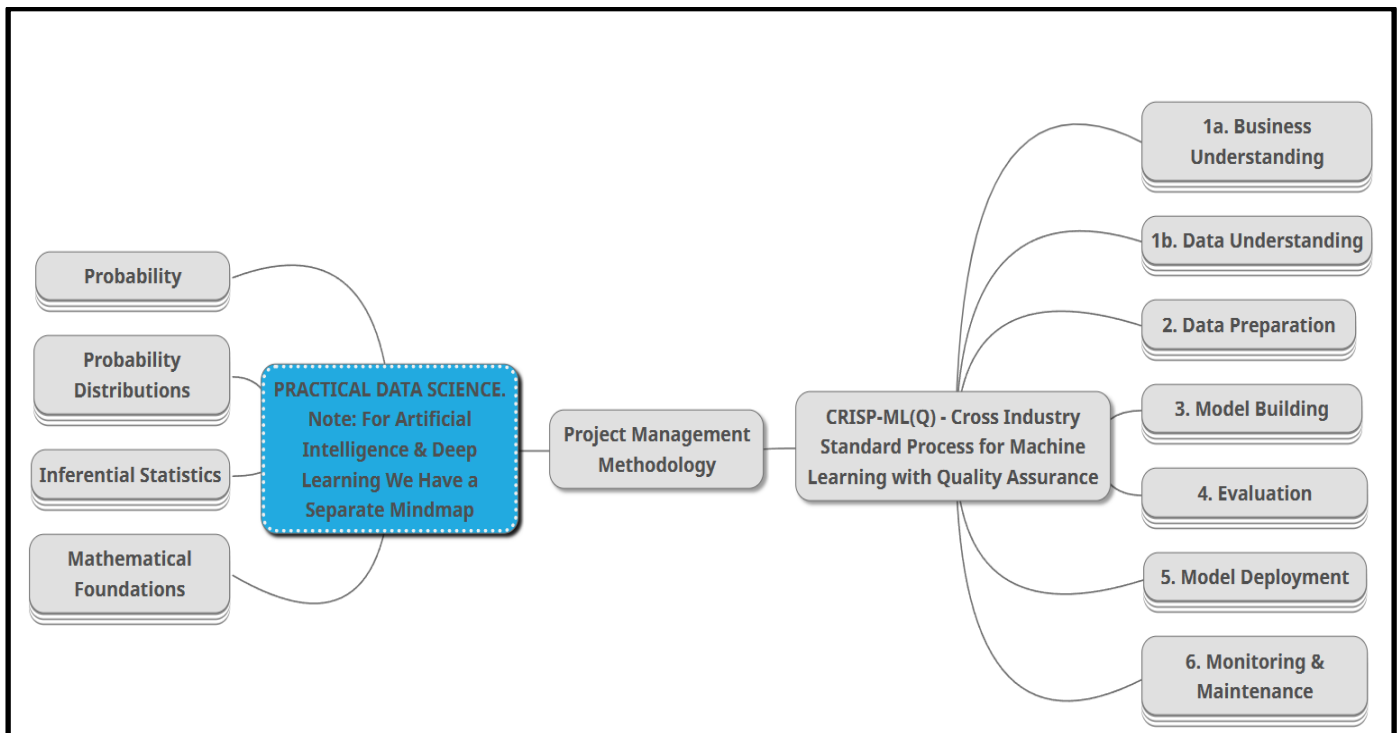 Probability
Probability
Distributions
Inferential Statistics
Mathematical
Foundations
PRACTICAL DATA SCIENCE.
Note: For Artificial
Intelligence & Deep
Learning We Have a
Separate Mindmap
Project Management
Methodology
CRISP-ML(Q) - Cross Industry
Standard Process for Machine
Learning with Quality Assurance
1a. Business
Understanding
1b. Data Understanding
2. Data Preparation
3. Model Building
4. Evaluation
5. Model Deployment
6. Monitoring &
Maintenance